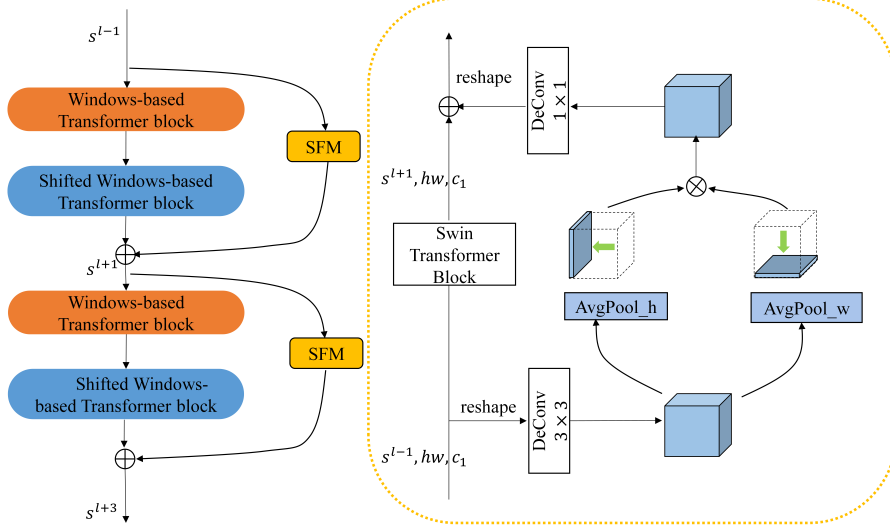 s^{l-1}
Windows-based
Transformer block
SFM
Shifted Windows-based
Transformer block
s^{l+1}
Windows-based
Transformer block
SFM
Shifted Windows-
based Transformer block
s^{l+3}
reshape
DeConv
1 × 1
s^{l+1}, hw, c_1
Swin
Transformer
Block
AvgPool_h
AvgPool_w
reshape
DeConv
3 × 3
s^{l-1}, hw, c_1